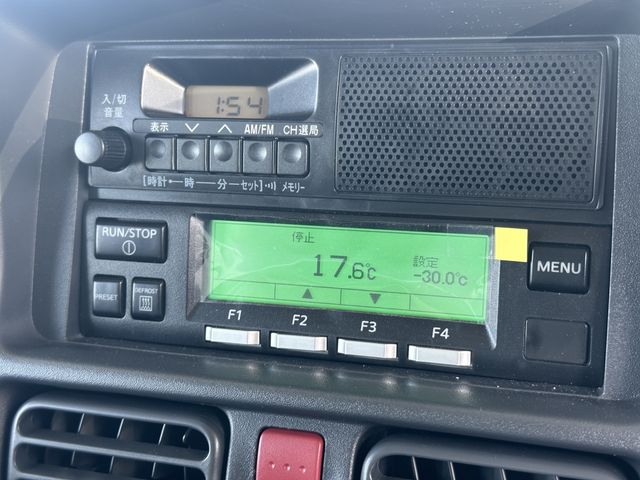 入/切
音量
1:54
表示 ∨ ∧ AM/FM CH選局
[時計 時 分 セット] メモリー
RUN/STOP
PRESET
DEFROST
停止
17.6℃
設定
-30.0℃
▲ ▼
MENU
F1 F2 F3 F4